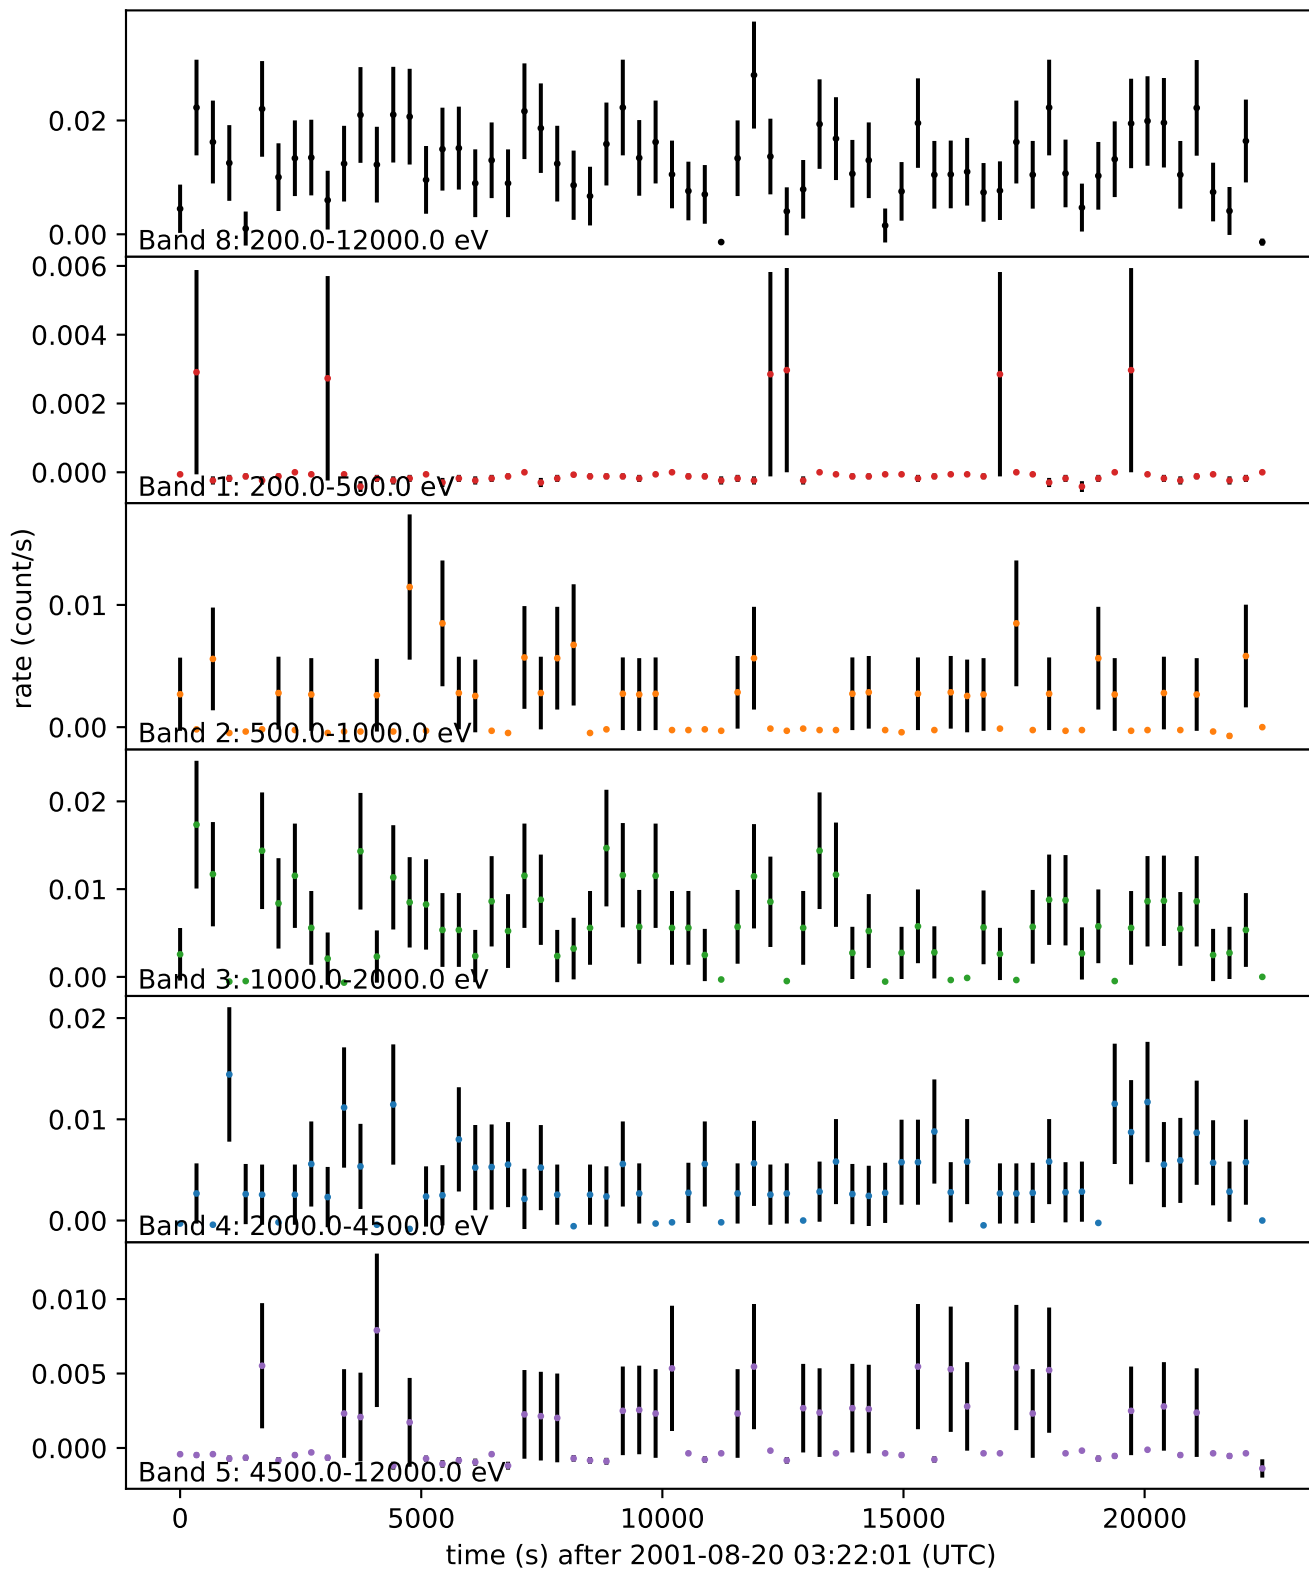 0.02
0.00
Band 8: 200.0-12000.0 eV
0.006
0.004
0.002
0.000
Band 1: 200.0-500.0 eV
rate (count/s)
0.01
0.00
Band 2: 500.0-1000.0 eV
0.02
0.01
0.00
Band 3: 1000.0-2000.0 eV
0.02
0.01
0.00
Band 4: 2000.0-4500.0 eV
0.010
0.005
0.000
Band 5: 4500.0-12000.0 eV
0 5000 10000 15000 20000
time (s) after 2001-08-20 03:22:01 (UTC)